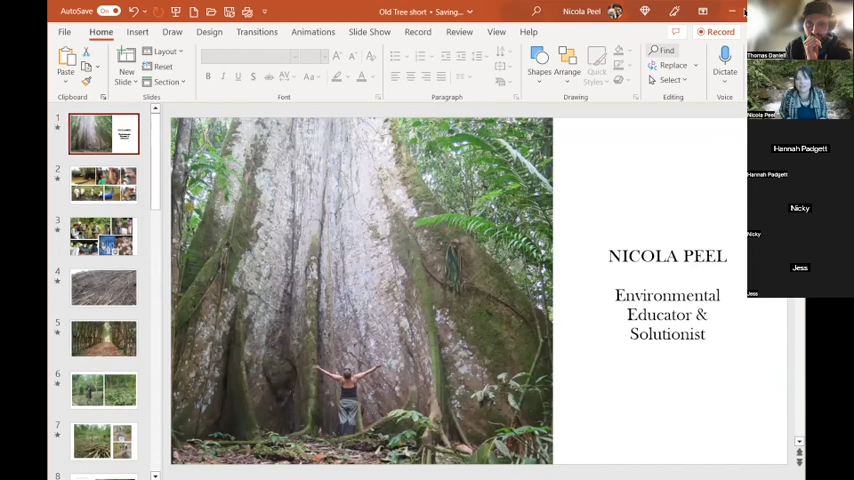 AutoSave
On
Old Tree short • Saving...
Nicola Peel
File
Home
Insert
Draw
Design
Transitions
Animations
Slide Show
Record
Review
View
Help
Record
Paste
New
Slide
Layout
Reset
Section
Shapes
Arrange
Quick
Styles
Find
Replace
Select
Dictate
Clipboard
Slides
Font
Paragraph
Drawing
Editing
Voice
1
2
3
4
5
6
7
8
NICOLA PEEL
Environmental
Educator &
Solutionist
Thomas Daniell
Nicola Peel
Hannah Padgett
Hannah Padgett
Nicky
Nicky
Jess
Jess